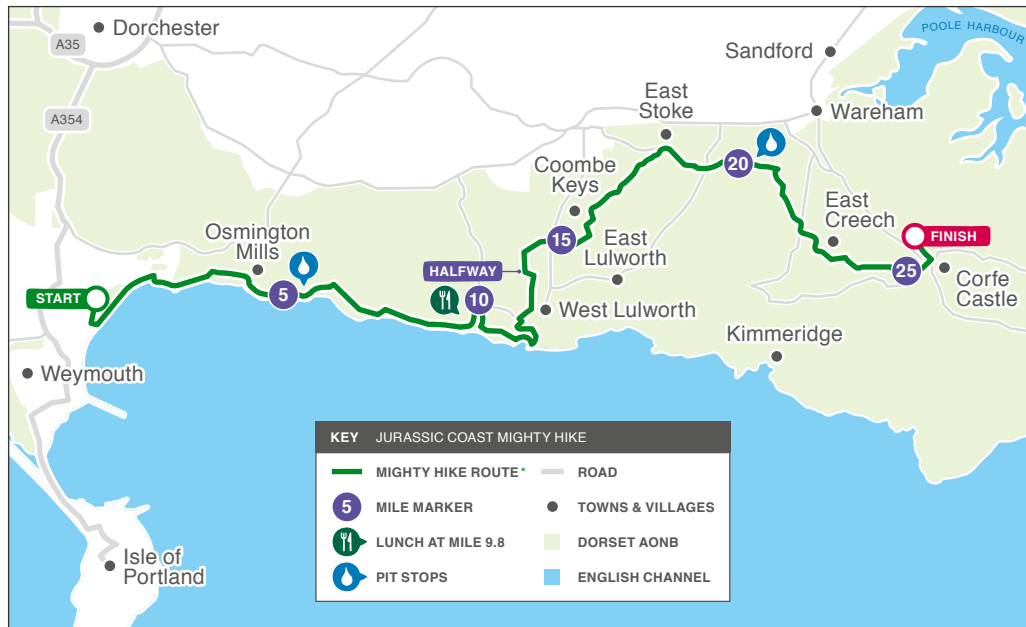 Dorchester
A35
A354
Sandford
POOLE HARBOUR
East
Stoke
Wareham
Coombe
Keys
20
Osmington
Mills
15
East
Lulworth
East
Creech
FINISH
HALFWAY
START
5
10
25
Corfe
Castle
West Lulworth
Kimmeridge
Weymouth
Isle of
Portland
KEY JURASSIC COAST MIGHTY HIKE
MIGHTY HIKE ROUTE*
ROAD
5
MILE MARKER
TOWNS & VILLAGES
LUNCH AT MILE 9.8
DORSET AONB
PIT STOPS
ENGLISH CHANNEL